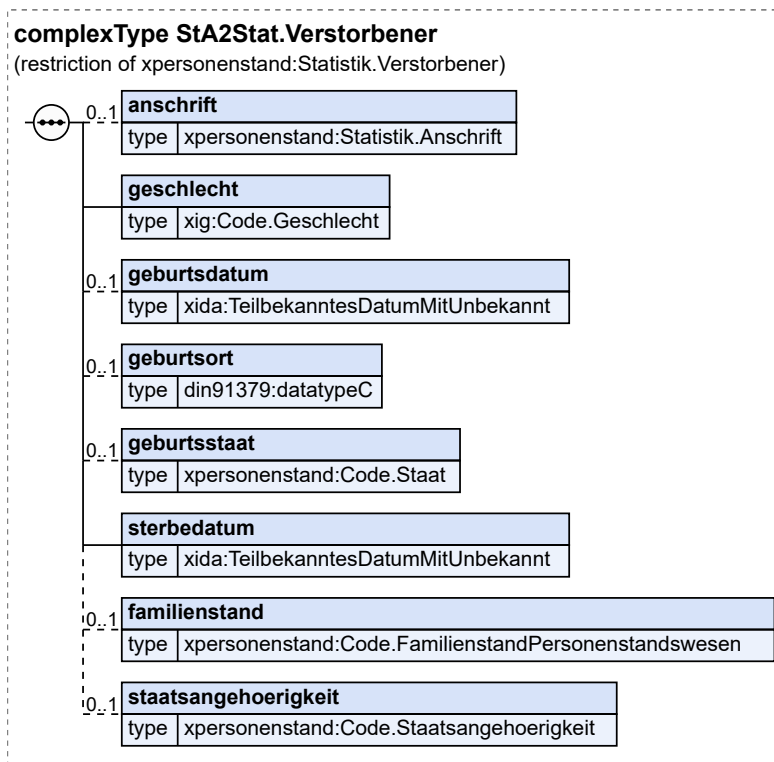 complexType StA2Stat.Verstorbener
(restriction of xpersonenstand:Statistik.Verstorbener)
0..1 anschrift
type xpersonenstand:Statistik.Anschrift
geschlecht
type xig:Code.Geschlecht
0..1 geburtsdatum
type xida:TeilbekanntesDatumMitUnbekannt
0..1 geburtsort
type din91379:datatypeC
0..1 geburtsstaat
type xpersonenstand:Code.Staat
sterbedatum
type xida:TeilbekanntesDatumMitUnbekannt
0..1 familienstand
type xpersonenstand:Code.FamilienstandPersonenstandswesen
0..1 staatsangehoerigkeit
type xpersonenstand:Code.Staatsangehoerigkeit